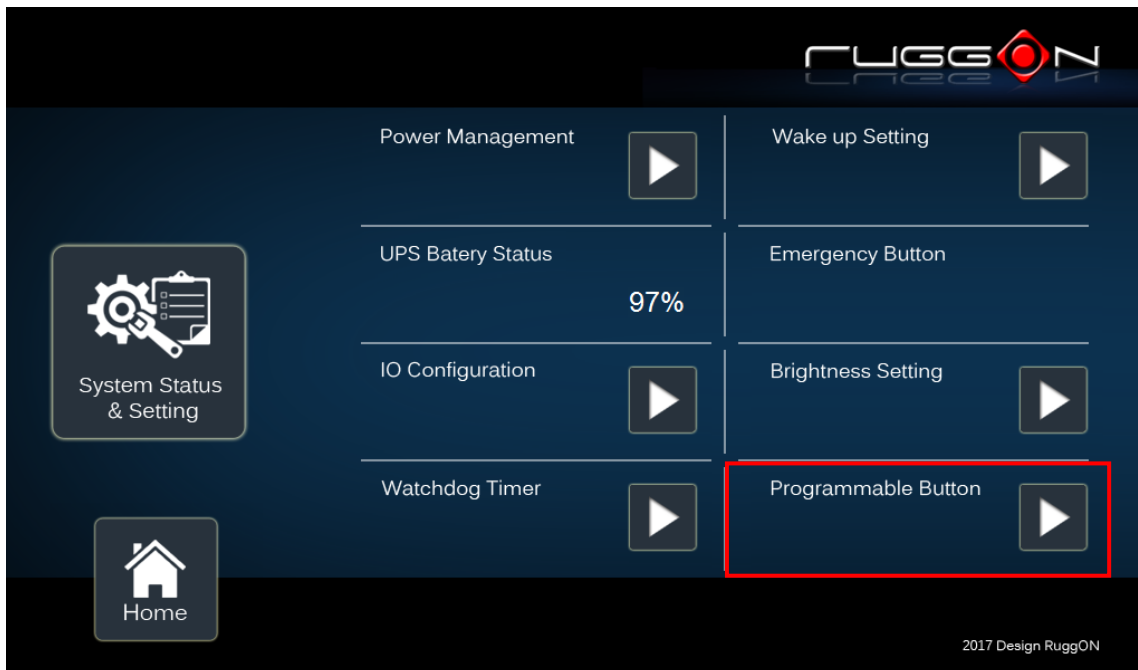 ruggON
Power Management
Wake up Setting
UPS Batery Status
97%
Emergency Button
System Status
& Setting
IO Configuration
Brightness Setting
Watchdog Timer
Programmable Button
Home
2017 Design RuggON